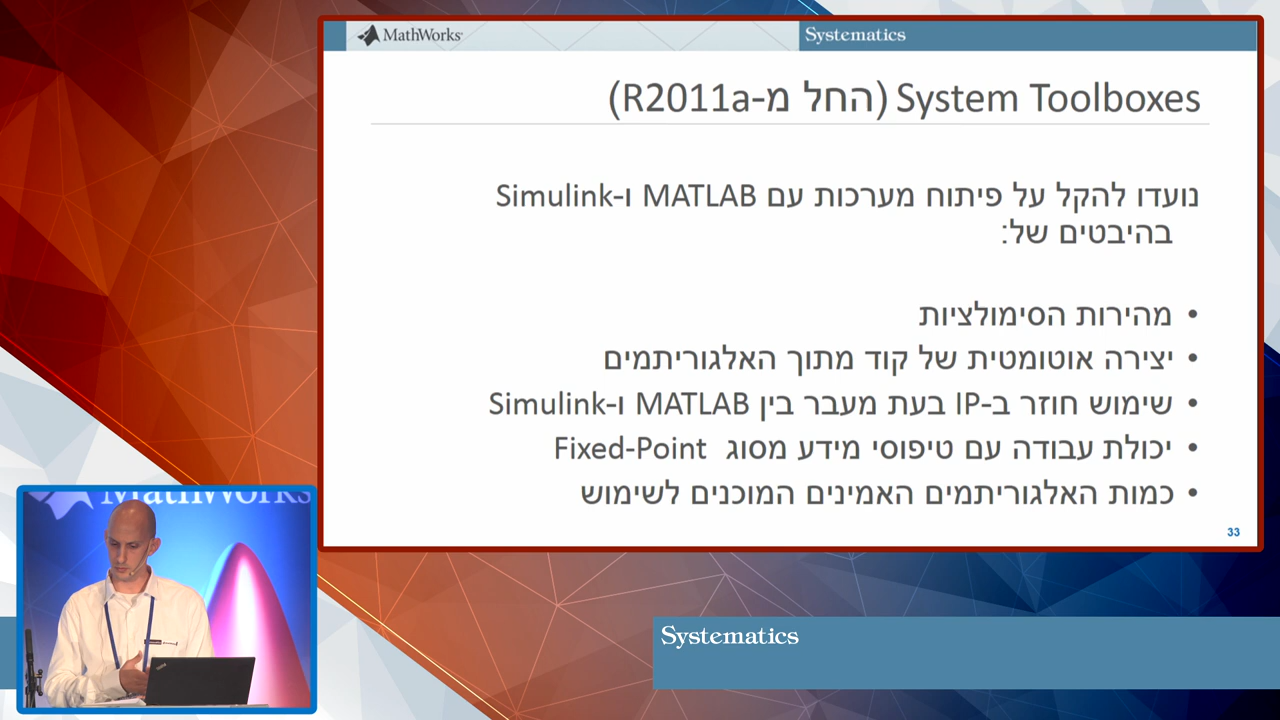 MathWorks
Systematics
System Toolboxes (החל מ-R2011a)
נועדו להקל על פיתוח מערכות עם MATLAB ו-Simulink
בהיבטים של:
• מהירות הסימולציות
• יצירה אוטומטית של קוד מתוך האלגוריתמים
• שימוש חוזר ב-IP בעת מעבר בין MATLAB ו-Simulink
• יכולת עבודה עם טיפוסי מידע מסוג Fixed-Point
• כמות האלגוריתמים האמינים המוכנים לשימוש
33
MathWorks
Systematics